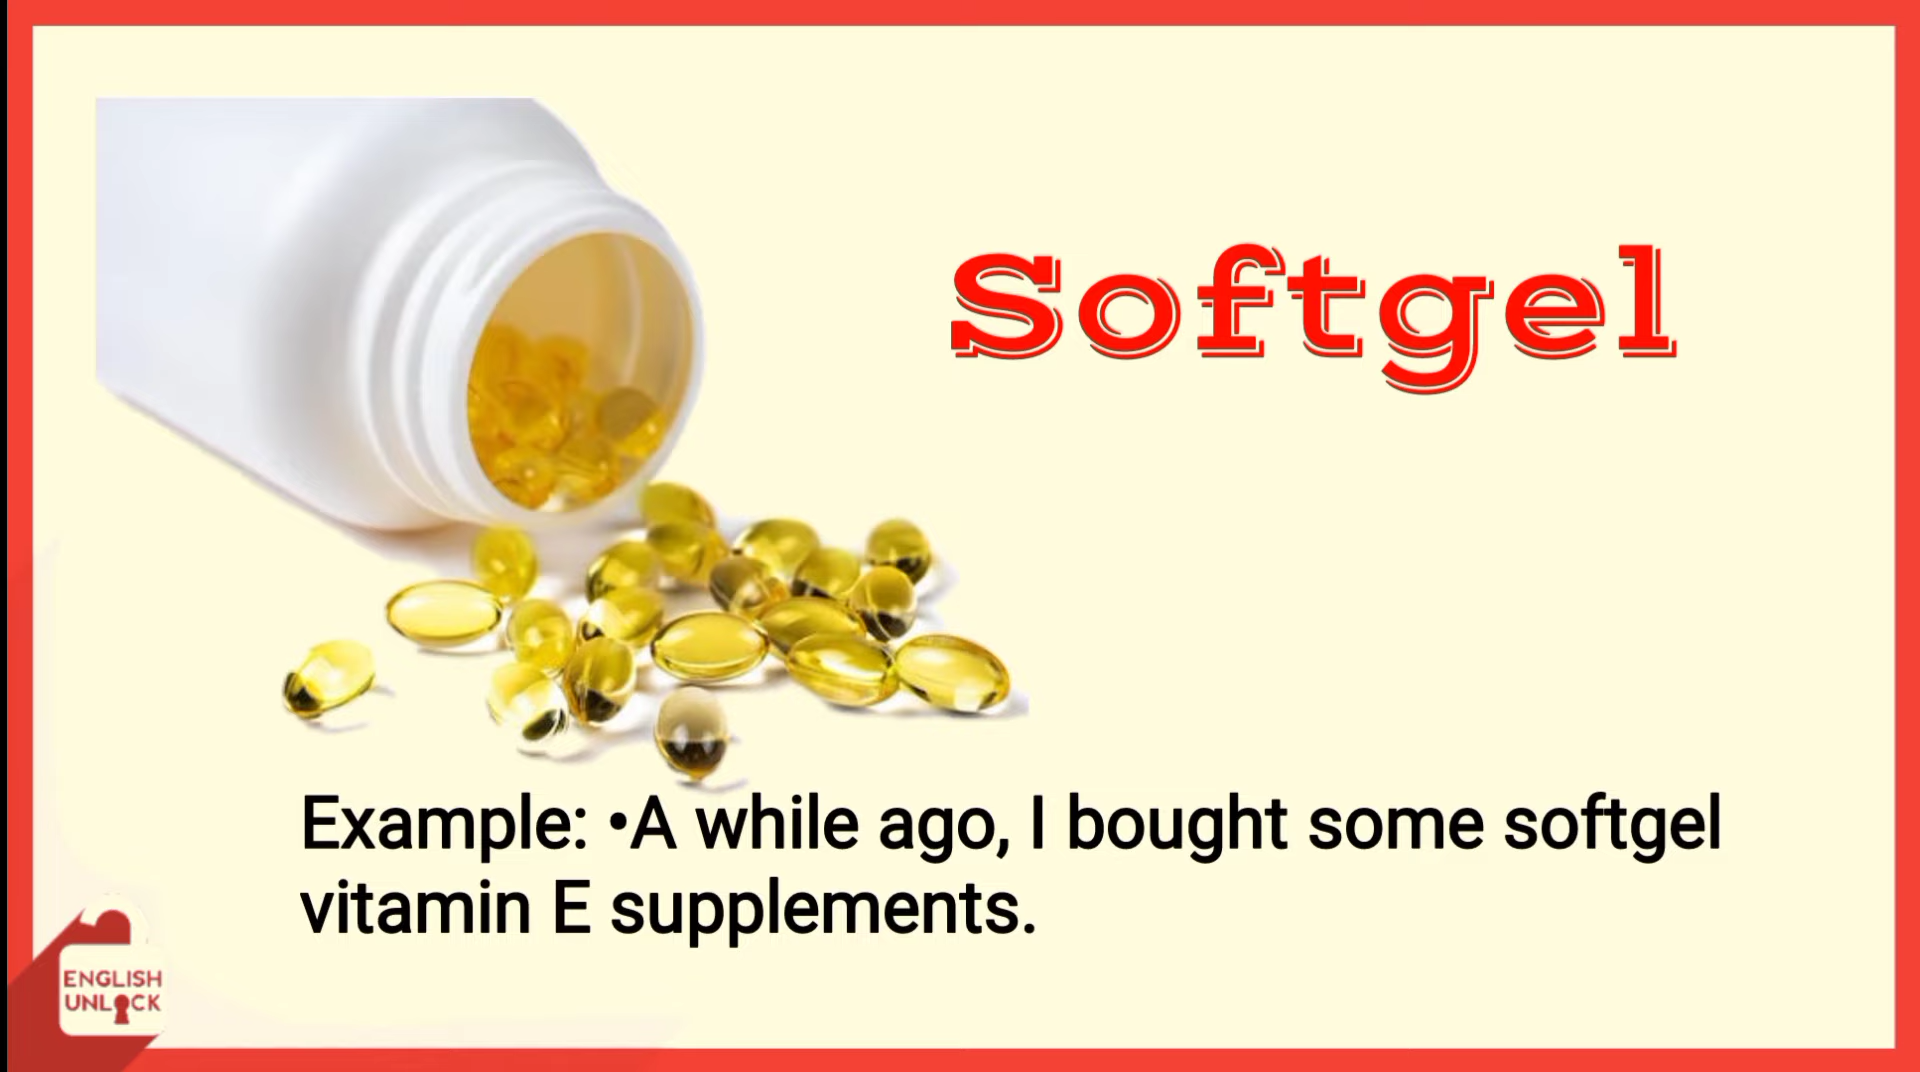 Softgel
Example: •A while ago, I bought some softgel
vitamin E supplements.
ENGLISH
UNLOCK